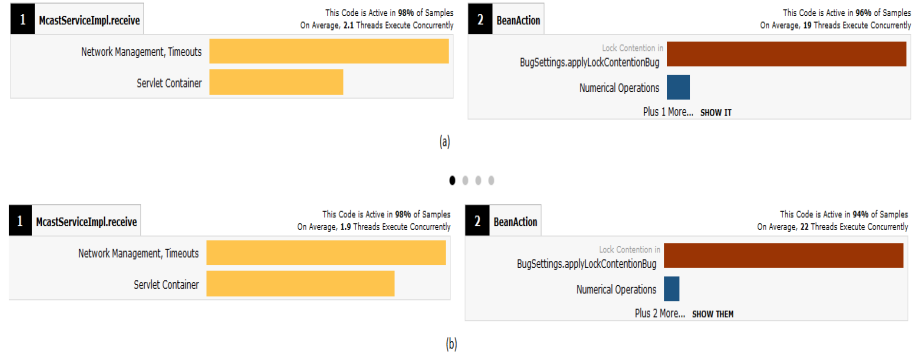 1 McastServiceImpl.receive
This Code is Active in 98% of Samples
On Average, 2.1 Threads Execute Concurrently
Network Management, Timeouts
Servlet Container
2 BeanAction
This Code is Active in 96% of Samples
On Average, 19 Threads Execute Concurrently
Lock Contention in
BugSettings.applyLockContentionBug
Numerical Operations
Plus 1 More... SHOW IT
(a)
1 McastServiceImpl.receive
This Code is Active in 98% of Samples
On Average, 1.9 Threads Execute Concurrently
Network Management, Timeouts
Servlet Container
2 BeanAction
This Code is Active in 94% of Samples
On Average, 22 Threads Execute Concurrently
Lock Contention in
BugSettings.applyLockContentionBug
Numerical Operations
Plus 2 More... SHOW THEM
(b)